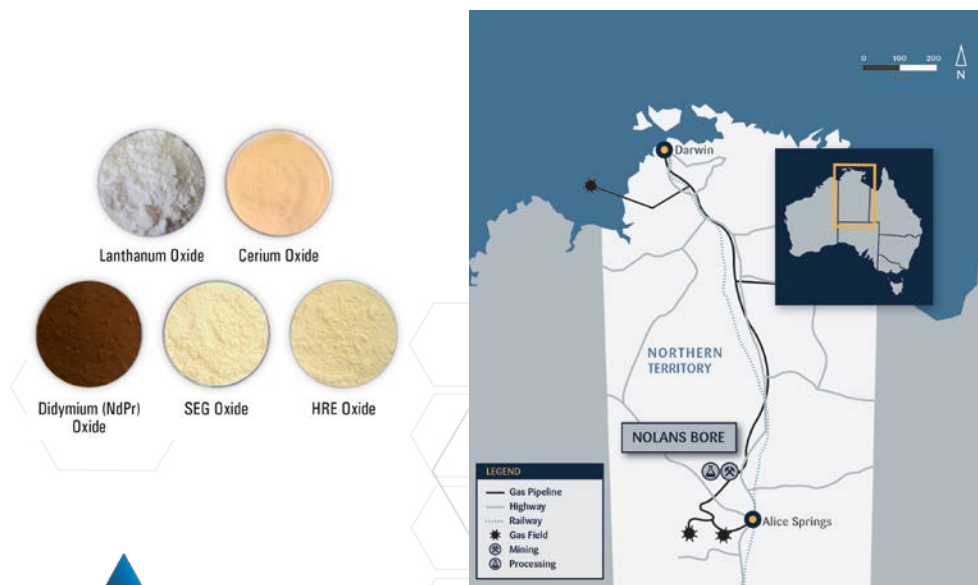 Lanthanum Oxide
Cerium Oxide
Didymium (NdPr)
Oxide
SEG Oxide
HRE Oxide
0 100 200
N
Darwin
NORTHERN
TERRITORY
NOLANS BORE
Alice Springs
LEGEND
Gas Pipeline
Highway
Railway
Gas Field
Mining
Processing